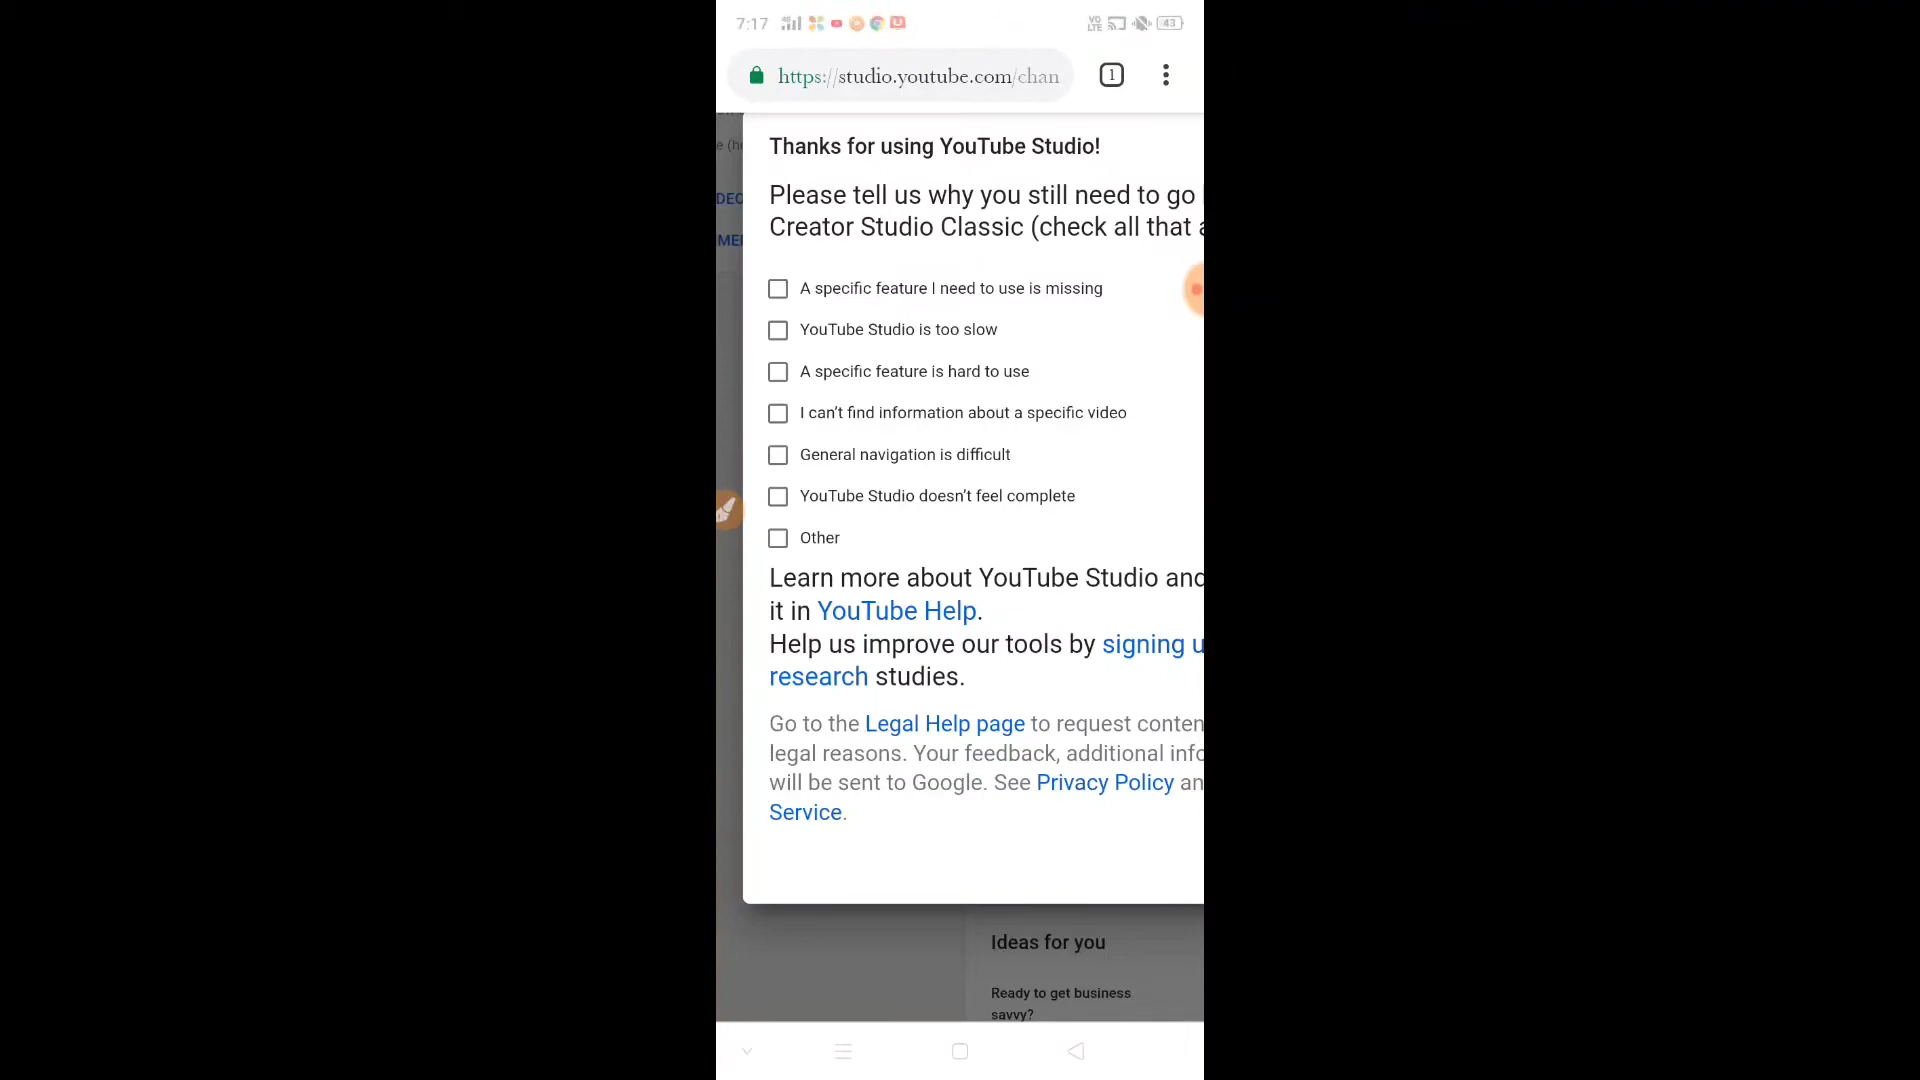 7:17
VO
LTE
43
https://studio.youtube.com/chan
1
Thanks for using YouTube Studio!
Please tell us why you still need to go
Creator Studio Classic (check all that a
e (ho
DEO
MEN
A specific feature I need to use is missing
YouTube Studio is too slow
A specific feature is hard to use
I can't find information about a specific video
General navigation is difficult
YouTube Studio doesn't feel complete
Other
Learn more about YouTube Studio and
it in YouTube Help.
Help us improve our tools by signing u
research studies.
Go to the Legal Help page to request conten
legal reasons. Your feedback, additional info
will be sent to Google. See Privacy Policy an
Service.
Ideas for you
Ready to get business
savvy?